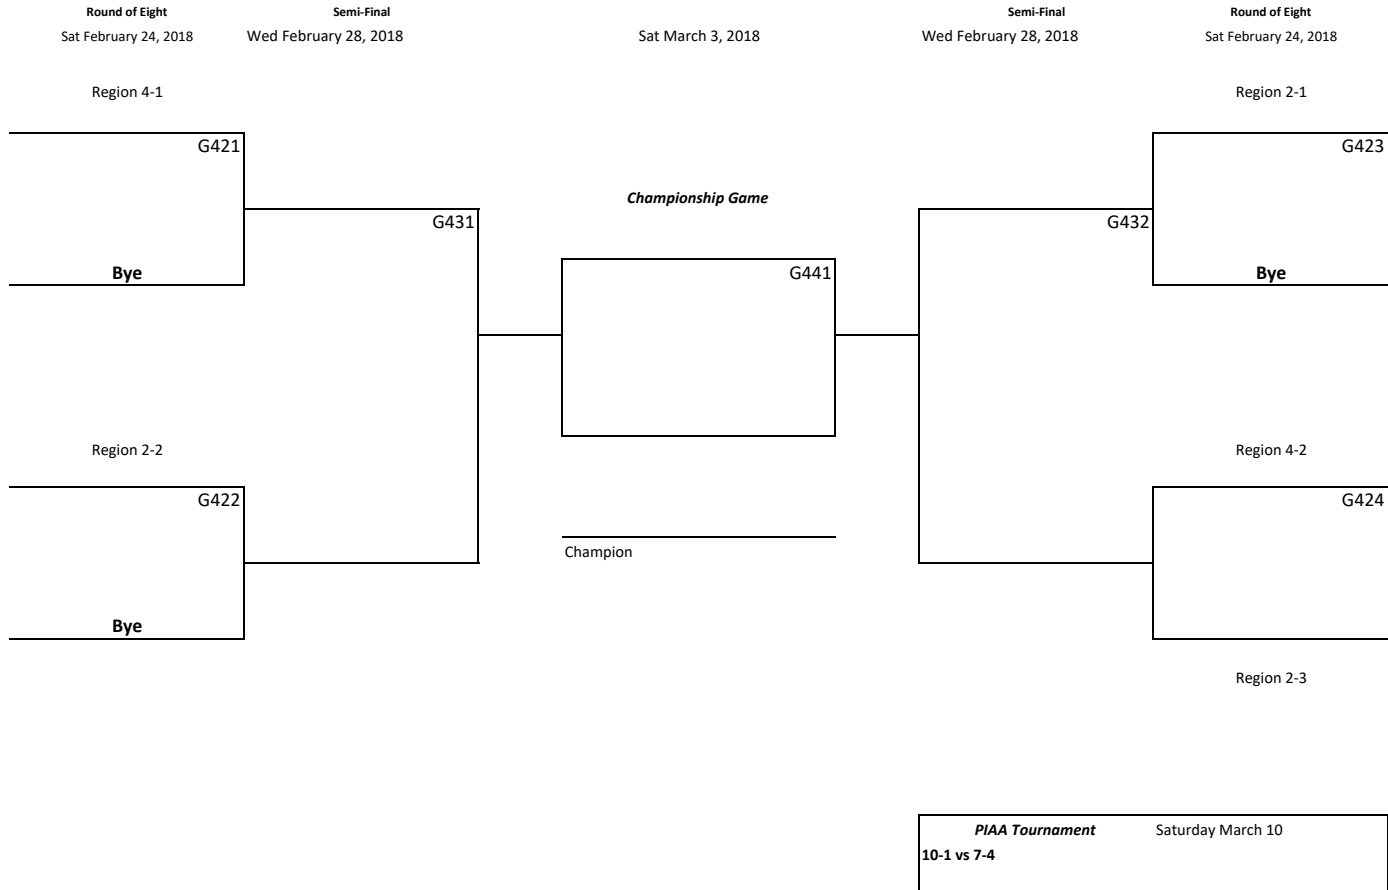 Round of Eight Semi-Final Semi-Final Round of Eight
Sat February 24, 2018 Wed February 28, 2018 Sat March 3, 2018 Wed February 28, 2018 Sat February 24, 2018
Region 4-1 Region 2-1
G421 G423
Championship Game
G431 G432
Bye G441 Bye
Region 2-2 Region 4-2
G422 G424
Champion
Bye
Region 2-3
PIAA Tournament Saturday March 10
10-1 vs 7-4